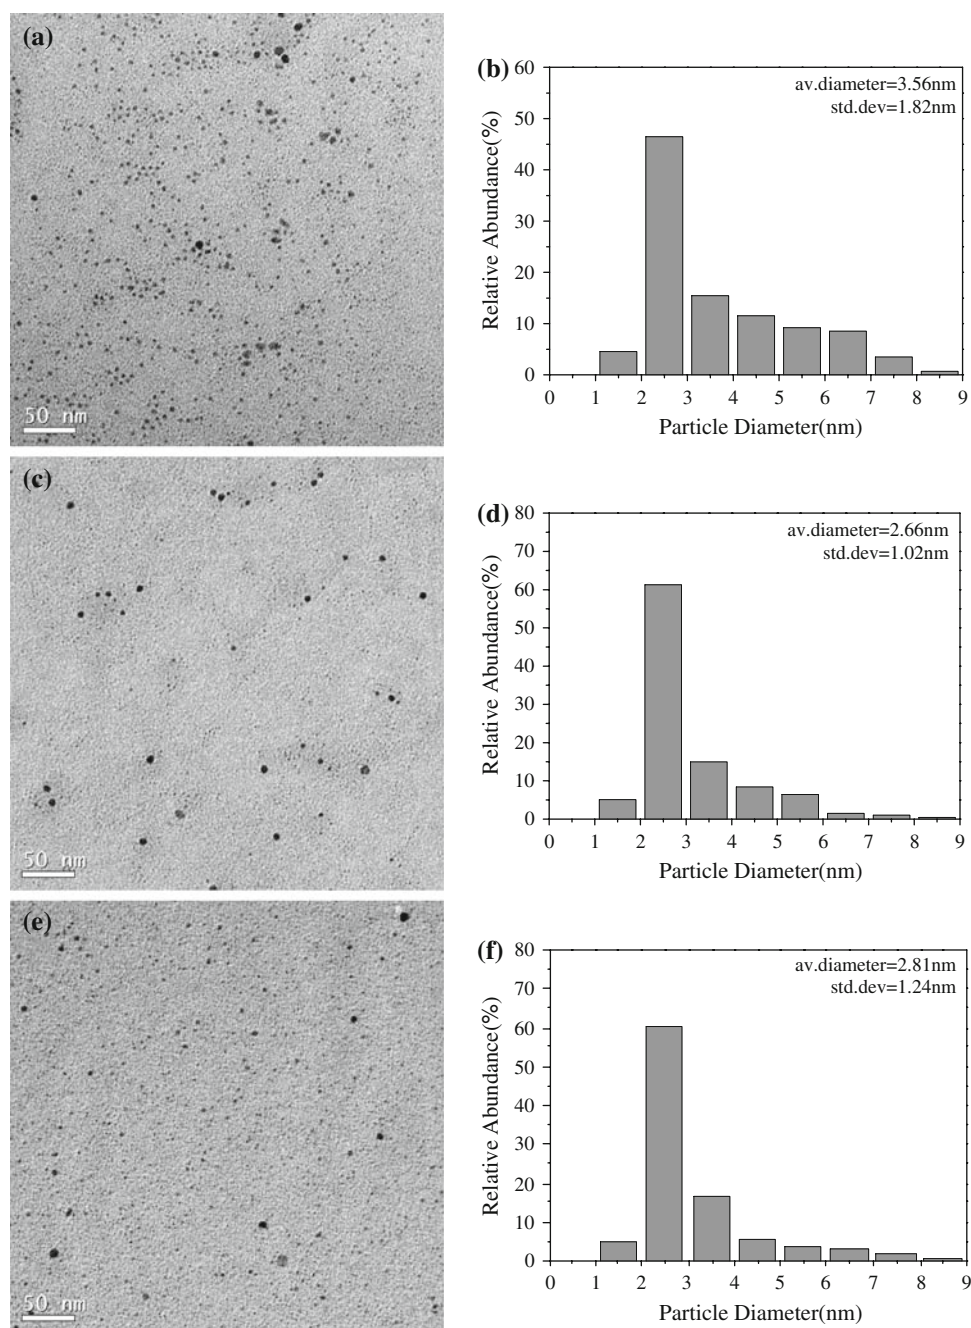 (a)
50 nm
(b)
av.diameter=3.56nm
std.dev=1.82nm
Relative Abundance(%)
60
50
40
30
20
10
0
0 1 2 3 4 5 6 7 8 9
Particle Diameter(nm)
(c)
50 nm
(d)
av.diameter=2.66nm
std.dev=1.02nm
Relative Abundance(%)
80
70
60
50
40
30
20
10
0
0 1 2 3 4 5 6 7 8 9
Particle Diameter(nm)
(e)
50 nm
(f)
av.diameter=2.81nm
std.dev=1.24nm
Relative Abundance(%)
80
70
60
50
40
30
20
10
0
0 1 2 3 4 5 6 7 8 9
Particle Diameter(nm)